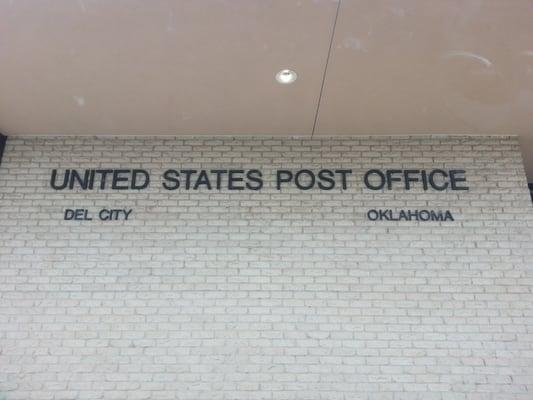 UNITED STATES POST OFFICE
DEL CITY OKLAHOMA